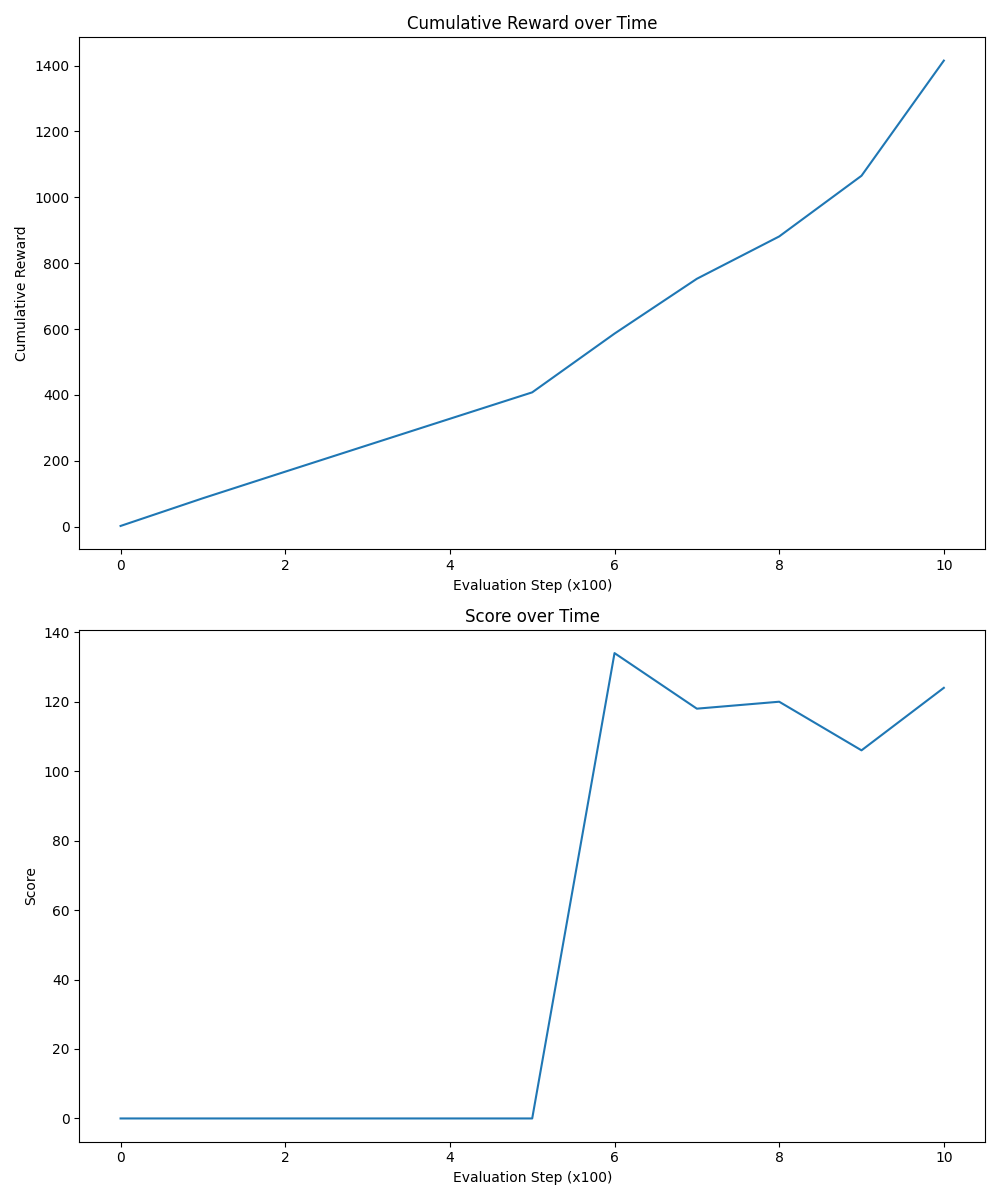 Cumulative Reward over Time
Cumulative Reward
1400
1200
1000
800
600
400
200
0
0 2 4 6 8 10
Evaluation Step (x100)
Score over Time
Score
140
120
100
80
60
40
20
0
0 2 4 6 8 10
Evaluation Step (x100)